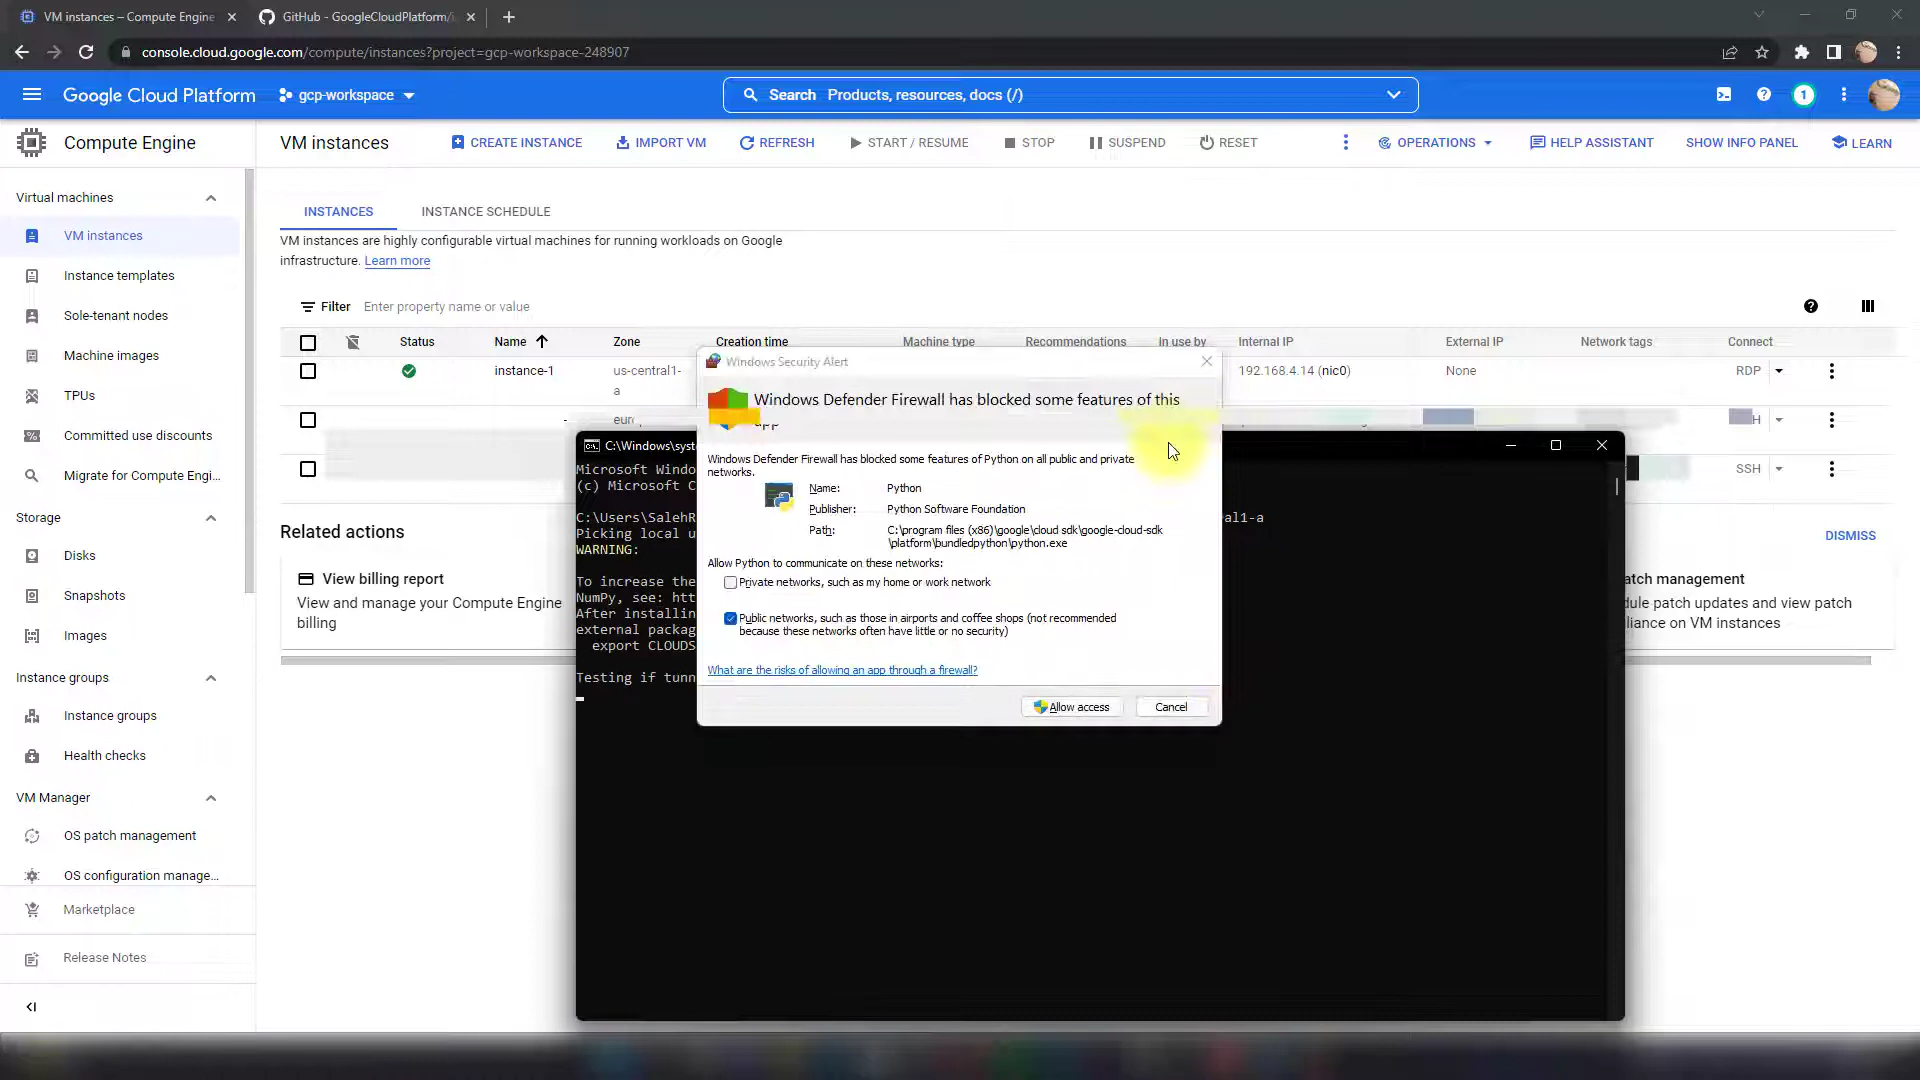 VM instances – Compute Engine
GitHub - GoogleCloudPlatform/i
console.cloud.google.com/compute/instances?project=gcp-workspace-248907
Google Cloud Platform
gcp-workspace
Search Products, resources, docs (/)
1
Compute Engine
VM instances
CREATE INSTANCE
IMPORT VM
REFRESH
START / RESUME
STOP
SUSPEND
RESET
OPERATIONS
HELP ASSISTANT
SHOW INFO PANEL
LEARN
Virtual machines
VM instances
Instance templates
Sole-tenant nodes
Machine images
TPUs
Committed use discounts
Migrate for Compute Engi...
Storage
Disks
Snapshots
Images
Instance groups
Instance groups
Health checks
VM Manager
OS patch management
OS configuration manage...
Marketplace
Release Notes
INSTANCES
INSTANCE SCHEDULE
VM instances are highly configurable virtual machines for running workloads on Google
infrastructure. Learn more
Filter Enter property name or value
Status Name Zone Creation time Machine type Recommendations In use by Internal IP External IP Network tags Connect
instance-1 us-central1-
a
192.168.4.14 (nic0) None RDP
euro
H
SSH
Related actions
DISMISS
View billing report
View and manage your Compute Engine
billing
atch management
dule patch updates and view patch
liance on VM instances
C:\Windows\syst
Microsoft Windo
(c) Microsoft C
C:\Users\SalehR
al1-a
Picking local u
WARNING:
To increase the
NumPy, see: htt
After installin
external packag
export CLOUDS
Testing if tunn
Windows Security Alert
Windows Defender Firewall has blocked some features of this
app
Windows Defender Firewall has blocked some features of Python on all public and private
networks.
Name: Python
Publisher: Python Software Foundation
Path: C:\program files (x86)\google\cloud sdk\google-cloud-sdk
\platform\bundledpython\python.exe
Allow Python to communicate on these networks:
Private networks, such as my home or work network
Public networks, such as those in airports and coffee shops (not recommended
because these networks often have little or no security)
What are the risks of allowing an app through a firewall?
Allow access
Cancel